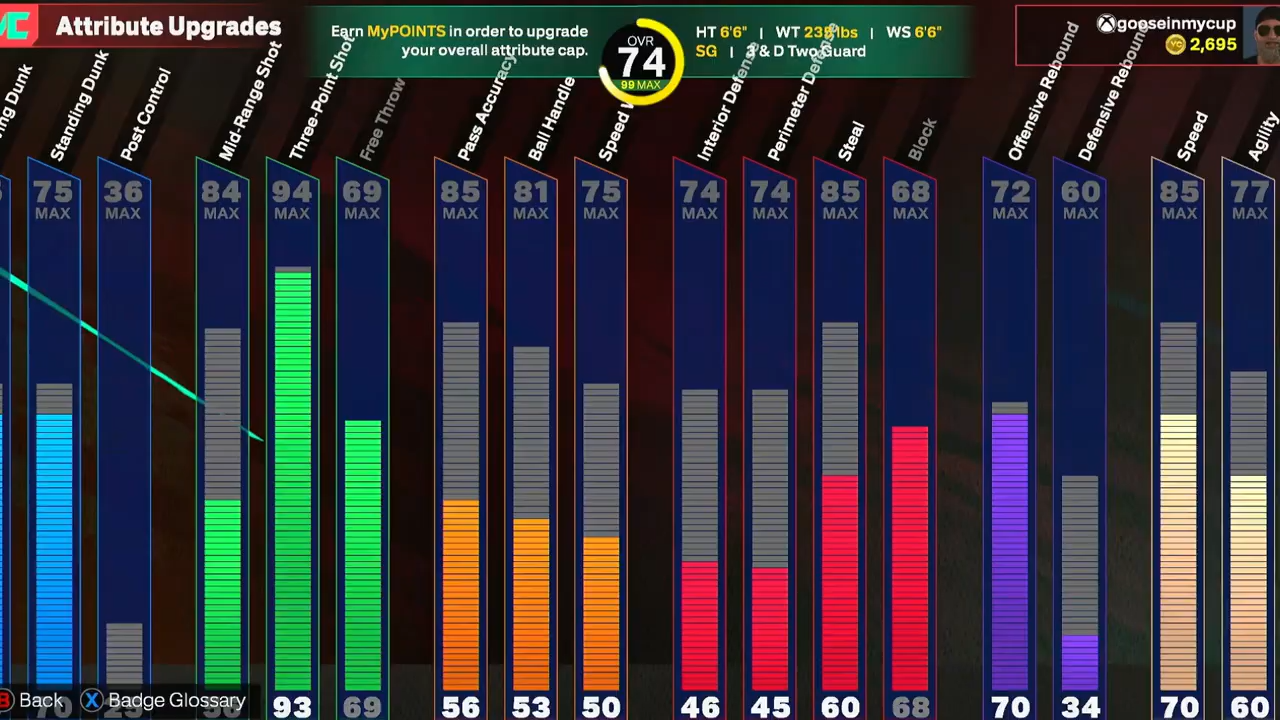 Attribute Upgrades
Earn MyPOINTS in order to upgrade
your overall attribute cap.
OVR
74
99 MAX
HT 6'6" | WT 238 lbs | WS 6'6"
SG | & D Two Guard
gooseinmycup
VC 2,695
Standing Dunk
Post Control
Mid-Range Shot
Three-Point Shot
Free Throw
Pass Accuracy
Ball Handle
Speed
Interior Defense
Perimeter Defense
Steal
Block
Offensive Rebound
Defensive Rebound
Speed
Agility
75 MAX
36 MAX
84 MAX
94 MAX
69 MAX
85 MAX
81 MAX
75 MAX
74 MAX
74 MAX
85 MAX
68 MAX
72 MAX
60 MAX
85 MAX
77 MAX
B Back X Badge Glossary
70
93
69
56
53
50
46
45
60
68
70
34
70
60